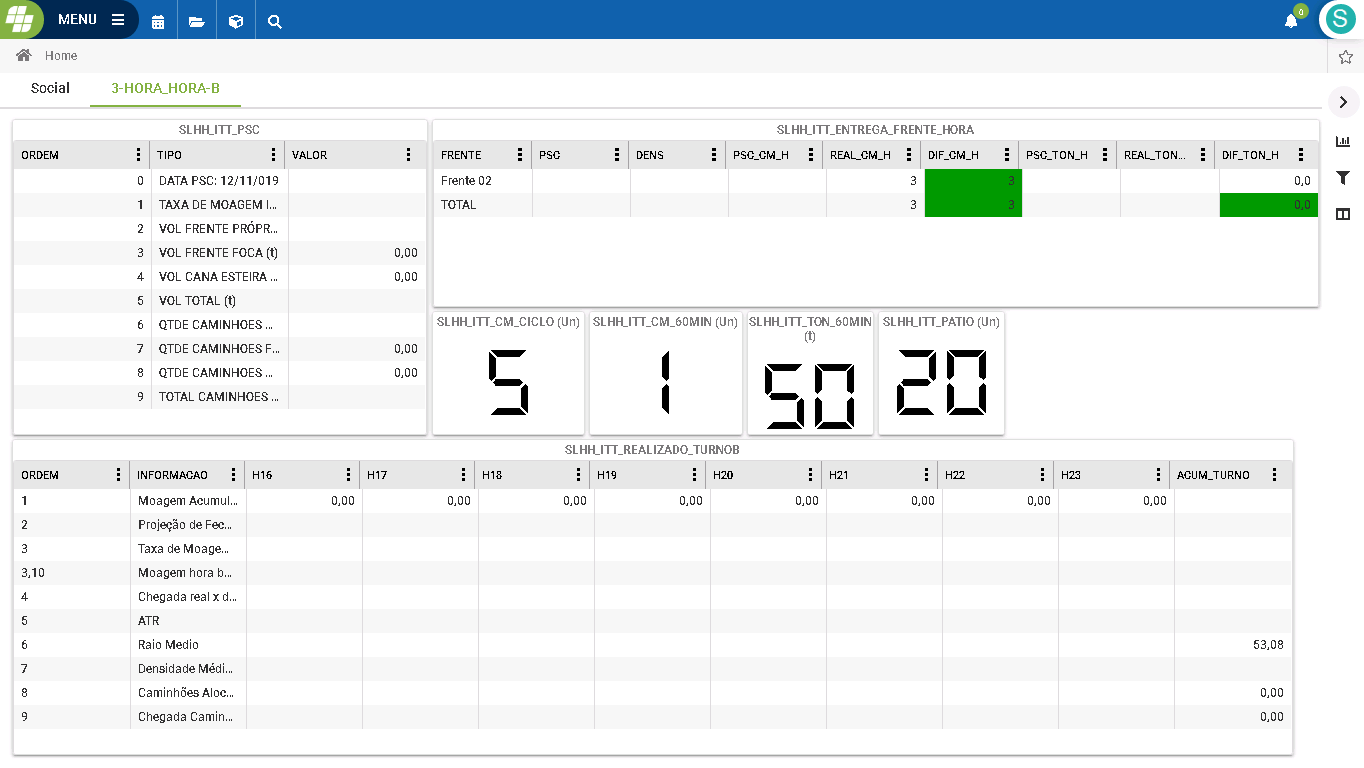 MENU
0
S
Home
Social 3-HORA_HORA-B
SLHH_ITT_PSC
ORDEM TIPO VALOR
0 DATA PSC: 12/11/019
1 TAXA DE MOAGEM I...
2 VOL FRENTE PRÓPR...
3 VOL FRENTE FOCA (t) 0,00
4 VOL CANA ESTEIRA ... 0,00
5 VOL TOTAL (t)
6 QTDE CAMINHOES ...
7 QTDE CAMINHOES F... 0,00
8 QTDE CAMINHOES ... 0,00
9 TOTAL CAMINHOES ...
SLHH_ITT_ENTREGA_FRENTE_HORA
FRENTE PSC DENS PSC_CM_H REAL_CM_H DIF_CM_H PSC_TON_H REAL_TON... DIF_TON_H
Frente 02 3 3 0,0
TOTAL 3 3 0,0
SLHH_ITT_CM_CICLO (Un)
5
SLHH_ITT_CM_60MIN (Un)
1
SLHH_ITT_TON_60MIN
(t)
50
SLHH_ITT_PATIO (Un)
20
SLHH_ITT_REALIZADO_TURNOB
ORDEM INFORMACAO H16 H17 H18 H19 H20 H21 H22 H23 ACUM_TURNO
1 Moagem Acumul... 0,00 0,00 0,00 0,00 0,00 0,00 0,00 0,00
2 Projeção de Fec...
3 Taxa de Moage...
3,10 Moagem hora b...
4 Chegada real x d...
5 ATR
6 Raio Medio 53,08
7 Densidade Médi...
8 Caminhões Aloc... 0,00
9 Chegada Camin... 0,00